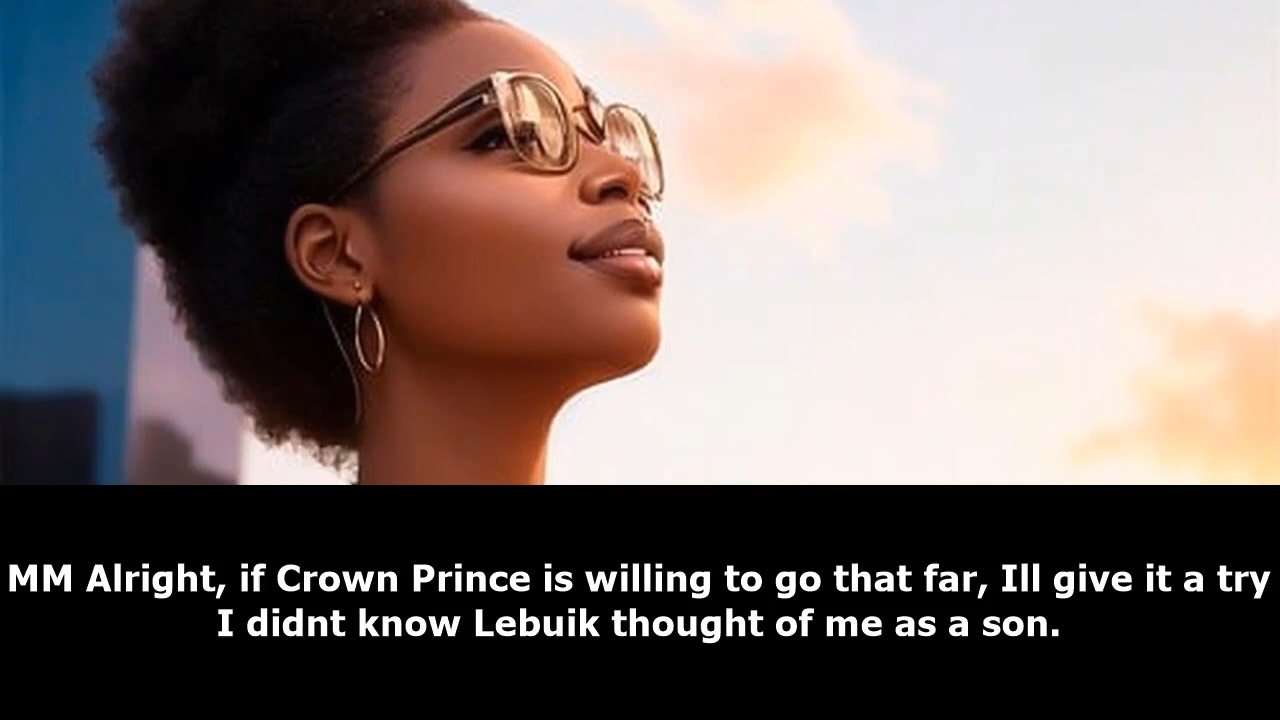 MM Alright, if Crown Prince is willing to go that far, Ill give it a try
I didnt know Lebuik thought of me as a son.